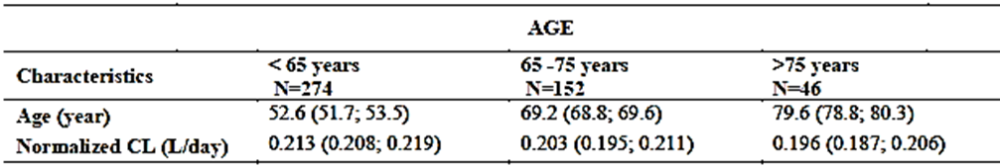 AGE
Characteristics < 65 years 65 -75 years >75 years
N=274 N=152 N=46
Age (year) 52.6 (51.7; 53.5) 69.2 (68.8; 69.6) 79.6 (78.8; 80.3)
Normalized CL (L/day) 0.213 (0.208; 0.219) 0.203 (0.195; 0.211) 0.196 (0.187; 0.206)